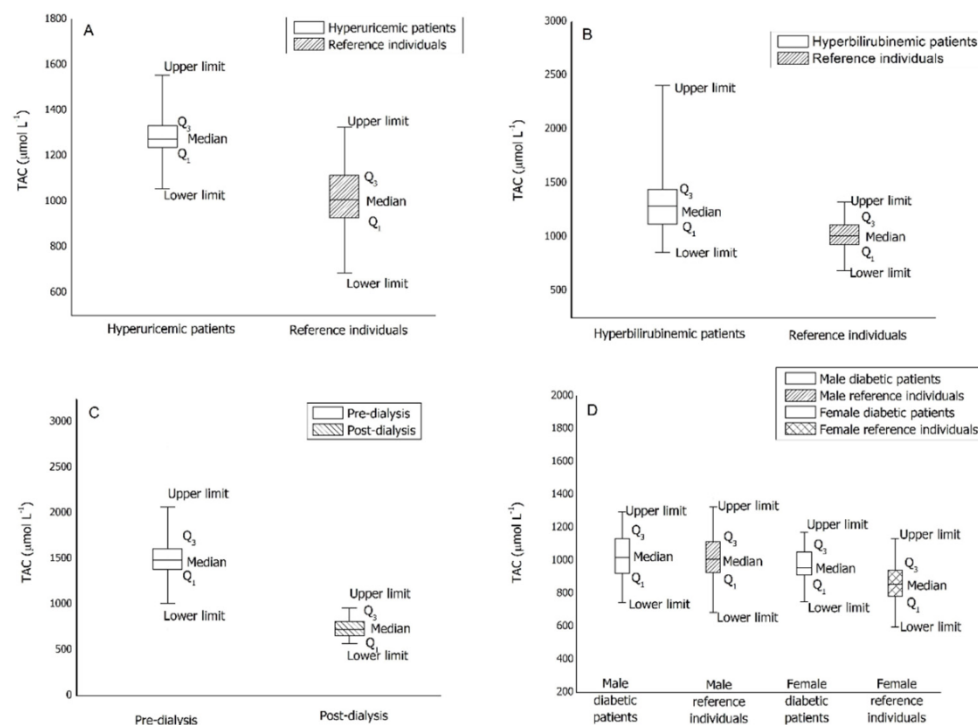 A
Hyperuricemic patients
Reference individuals
TAC (μmol L⁻¹)
1800
1600
1400
1200
1000
800
600
Upper limit
Q₃
Median
Q₁
Lower limit
Upper limit
Q₃
Median
Q₁
Lower limit
Hyperuricemic patients
Reference individuals
B
Hyperbilirubinemic patients
Reference individuals
TAC (μmol L⁻¹)
3000
2500
2000
1500
1000
500
Upper limit
Q₃
Median
Q₁
Lower limit
Upper limit
Q₃
Median
Q₁
Lower limit
Hyperbilirubinemic patients
Reference individuals
C
Pre-dialysis
Post-dialysis
TAC (μmol L⁻¹)
3000
2500
2000
1500
1000
500
0
Upper limit
Q₃
Median
Q₁
Lower limit
Upper limit
Q₃
Median
Q₁
Lower limit
Pre-dialysis
Post-dialysis
D
Male diabetic patients
Male reference individuals
Female diabetic patients
Female reference individuals
TAC (μmol L⁻¹)
2000
1800
1600
1400
1200
1000
800
600
400
200
Upper limit
Q₃
Median
Q₁
Lower limit
Upper limit
Q₃
Median
Q₁
Lower limit
Upper limit
Q₃
Median
Q₁
Lower limit
Upper limit
Q₃
Median
Q₁
Lower limit
Male
diabetic
patients
Male
reference
individuals
Female
diabetic
patients
Female
reference
individuals